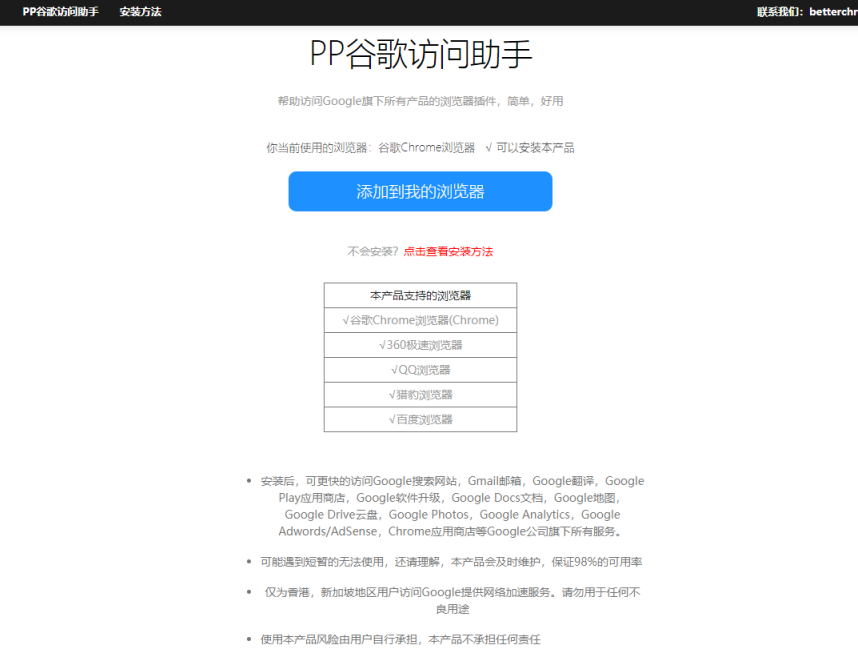 PP谷歌访问助手 安装方法 联系我们：betterchr
PP谷歌访问助手
帮助访问Google旗下所有产品的浏览器插件，简单，好用
你当前使用的浏览器：谷歌Chrome浏览器 √ 可以安装本产品
添加到我的浏览器
不会安装？点击查看安装方法
本产品支持的浏览器
√谷歌Chrome浏览器(Chrome)
√360极速浏览器
√QQ浏览器
√猎豹浏览器
√百度浏览器
• 安装后，可更快的访问Google搜索网站，Gmail邮箱，Google翻译，Google
Play应用商店，Google软件升级，Google Docs文档，Google地图，
Google Drive云盘，Google Photos，Google Analytics，Google
Adwords/AdSense，Chrome应用商店等Google公司旗下所有服务。
• 可能遇到短暂的无法使用，还请理解，本产品会及时维护，保证98%的可用率
• 仅为香港，新加坡地区用户访问Google提供网络加速服务。请勿用于任何不
良用途
• 使用本产品风险由用户自行承担，本产品不承担任何责任